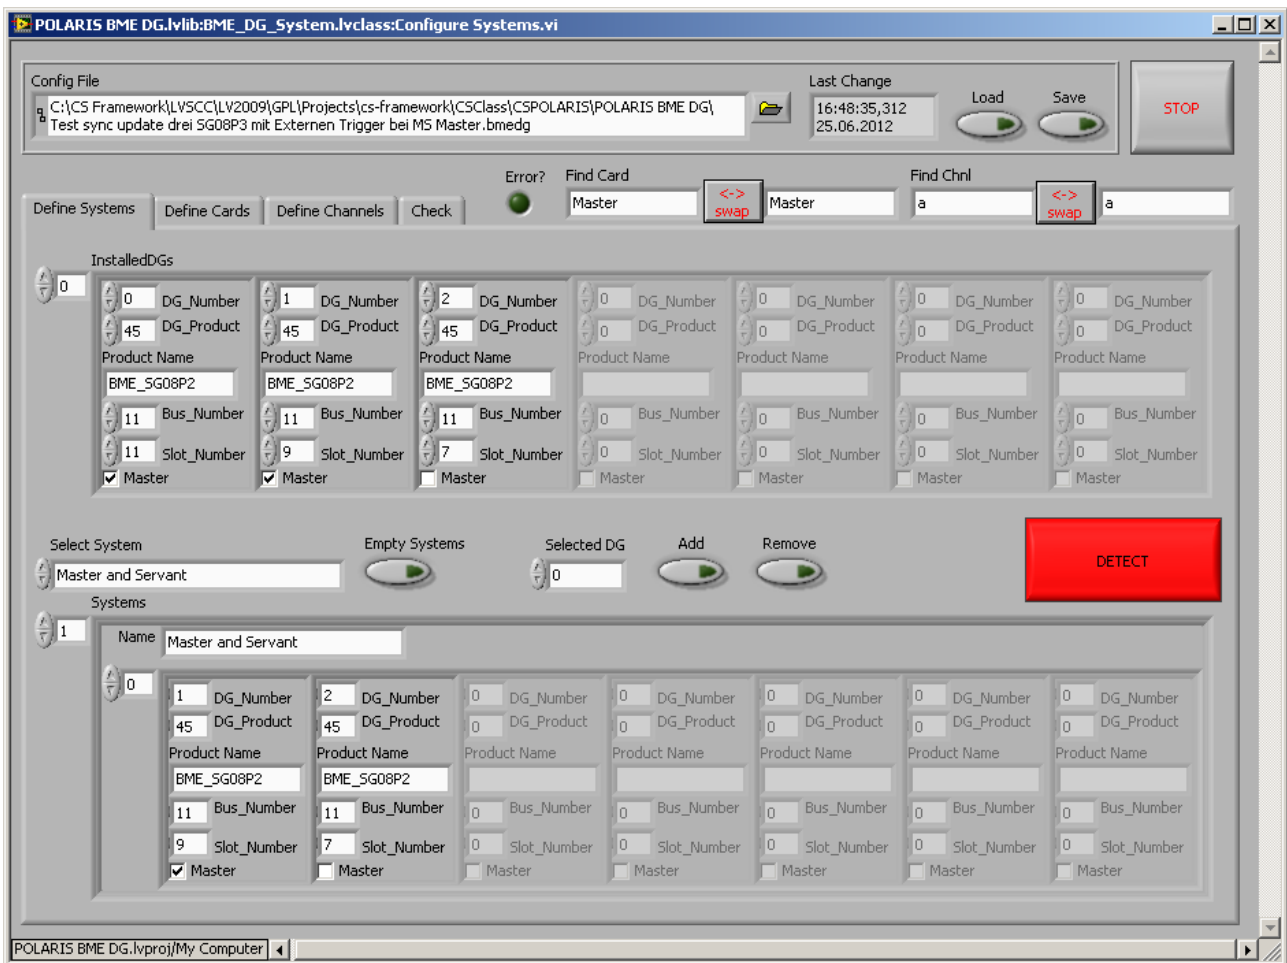 POLARIS BME DG.lvlib:BME_DG_System.lvclass:Configure Systems.vi
Config File
C:\CS Framework\LVSCC\LV2009\GPL\Projects\cs-framework\CSClass\CSPOLARIS\POLARIS BME DG\
Test sync update drei SG08P3 mit Externen Trigger bei MS Master.bmedg
Last Change
16:48:35,312
25.06.2012
Load Save
STOP
Define Systems Define Cards Define Channels Check
Error?
Find Card
Master <-> swap Master
Find Chnl
a <-> swap a
InstalledDGs
0
0 DG_Number 1 DG_Number 2 DG_Number 0 DG_Number 0 DG_Number 0 DG_Number 0 DG_Number
45 DG_Product 45 DG_Product 45 DG_Product 0 DG_Product 0 DG_Product 0 DG_Product 0 DG_Product
Product Name Product Name Product Name Product Name Product Name Product Name Product Name
BME_SG08P2 BME_SG08P2 BME_SG08P2
11 Bus_Number 11 Bus_Number 11 Bus_Number 0 Bus_Number 0 Bus_Number 0 Bus_Number 0 Bus_Number
11 Slot_Number 9 Slot_Number 7 Slot_Number 0 Slot_Number 0 Slot_Number 0 Slot_Number 0 Slot_Number
Master Master Master Master Master Master Master
Select System
Master and Servant
Empty Systems
Selected DG
0
Add Remove
DETECT
Systems
1
Name Master and Servant
0
1 DG_Number 2 DG_Number 0 DG_Number 0 DG_Number 0 DG_Number 0 DG_Number 0 DG_Number
45 DG_Product 45 DG_Product 0 DG_Product 0 DG_Product 0 DG_Product 0 DG_Product 0 DG_Product
Product Name Product Name Product Name Product Name Product Name Product Name Product Name
BME_SG08P2 BME_SG08P2
11 Bus_Number 11 Bus_Number 0 Bus_Number 0 Bus_Number 0 Bus_Number 0 Bus_Number 0 Bus_Number
9 Slot_Number 7 Slot_Number 0 Slot_Number 0 Slot_Number 0 Slot_Number 0 Slot_Number 0 Slot_Number
Master Master Master Master Master Master Master
POLARIS BME DG.lvproj/My Computer